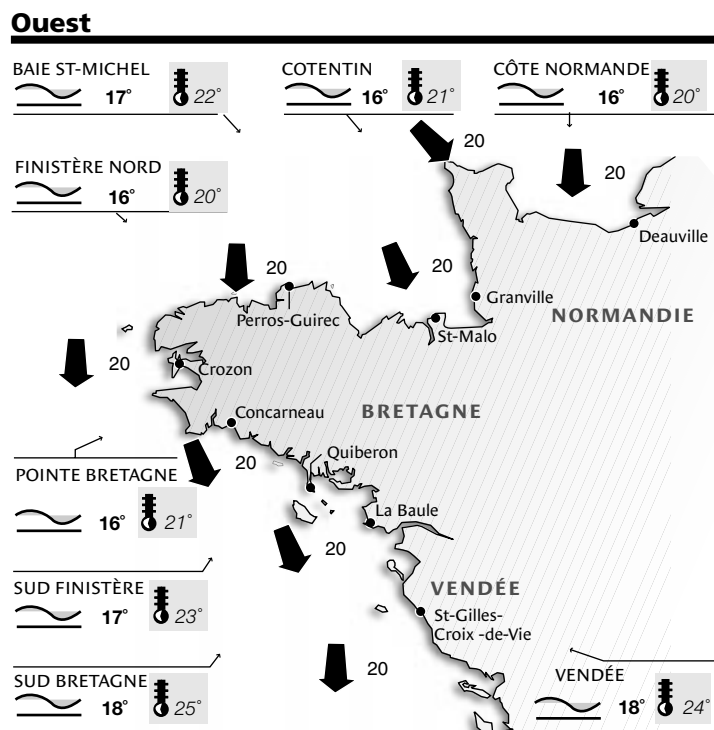 Ouest
BAIE ST-MICHEL
17° 22°
COTENTIN
16° 21°
CÔTE NORMANDE
16° 20°
20
20
FINISTÈRE NORD
16° 20°
Deauville
20
20
Granville
NORMANDIE
Perros-Guirec
St-Malo
20
Crozon
BRETAGNE
Concarneau
Quiberon
20
POINTE BRETAGNE
16° 21°
La Baule
20
SUD FINISTÈRE
17° 23°
VENDÉE
St-Gilles-
Croix -de-Vie
20
SUD BRETAGNE
18° 25°
VENDÉE
18° 24°